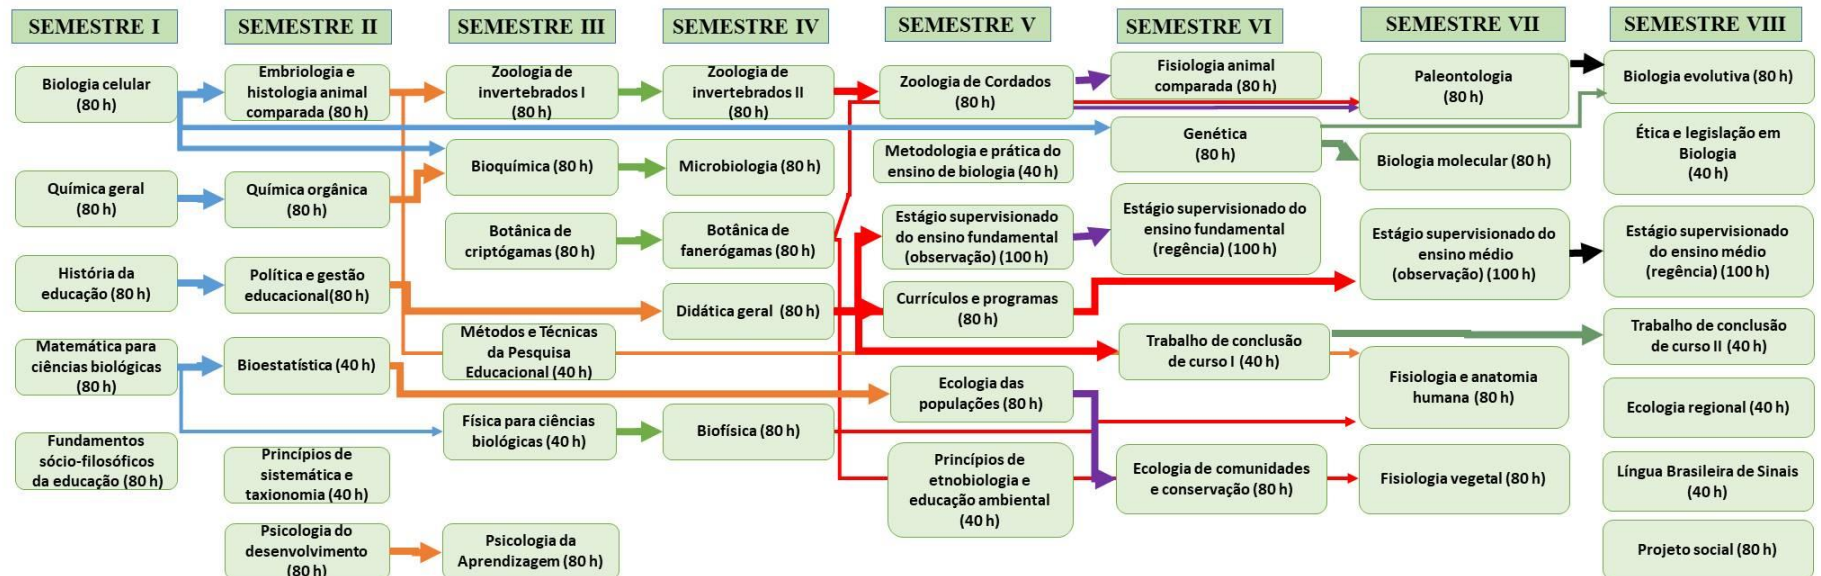 SEMESTRE I
Biologia celular
(80 h)
Química geral
(80 h)
História da
educação (80 h)
Matemática para
ciências biológicas
(80 h)
Fundamentos
sócio-filosóficos
da educação (80 h)
SEMESTRE II
Embriologia e
histologia animal
comparada (80 h)
Química orgânica
(80 h)
Política e gestão
educacional(80 h)
Bioestatística (40 h)
Princípios de
sistemática e
taxionomia (40 h)
Psicologia do
desenvolvimento
(80 h)
SEMESTRE III
Zoologia de
invertebrados I
(80 h)
Bioquímica (80 h)
Botânica de
criptógamas (80 h)
Métodos e Técnicas
da Pesquisa
Educacional (40 h)
Física para ciências
biológicas (40 h)
Psicologia da
Aprendizagem (80 h)
SEMESTRE IV
Zoologia de
invertebrados II
(80 h)
Microbiologia (80 h)
Botânica de
fanerógamas (80 h)
Didática geral (80 h)
Biofísica (80 h)
SEMESTRE V
Zoologia de Cordados
(80 h)
Metodologia e prática do
ensino de biologia (40 h)
Estágio supervisionado
do ensino fundamental
(observação) (100 h)
Currículos e programas
(80 h)
Ecologia das
populações (80 h)
Princípios de
etnobiologia e
educação ambiental
(40 h)
SEMESTRE VI
Fisiologia animal
comparada (80 h)
Genética
(80 h)
Estágio supervisionado do
ensino fundamental
(regência) (100 h)
Trabalho de conclusão
de curso I (40 h)
Ecologia de comunidades
e conservação (80 h)
SEMESTRE VII
Paleontologia
(80 h)
Biologia molecular (80 h)
Estágio supervisionado do
ensino médio
(observação) (100 h)
Fisiologia e anatomia
humana (80 h)
Fisiologia vegetal (80 h)
SEMESTRE VIII
Biologia evolutiva (80 h)
Ética e legislação em
Biologia
(40 h)
Estágio supervisionado
do ensino médio
(regência) (100 h)
Trabalho de conclusão
de curso II (40 h)
Ecologia regional (40 h)
Língua Brasileira de Sinais
(40 h)
Projeto social (80 h)